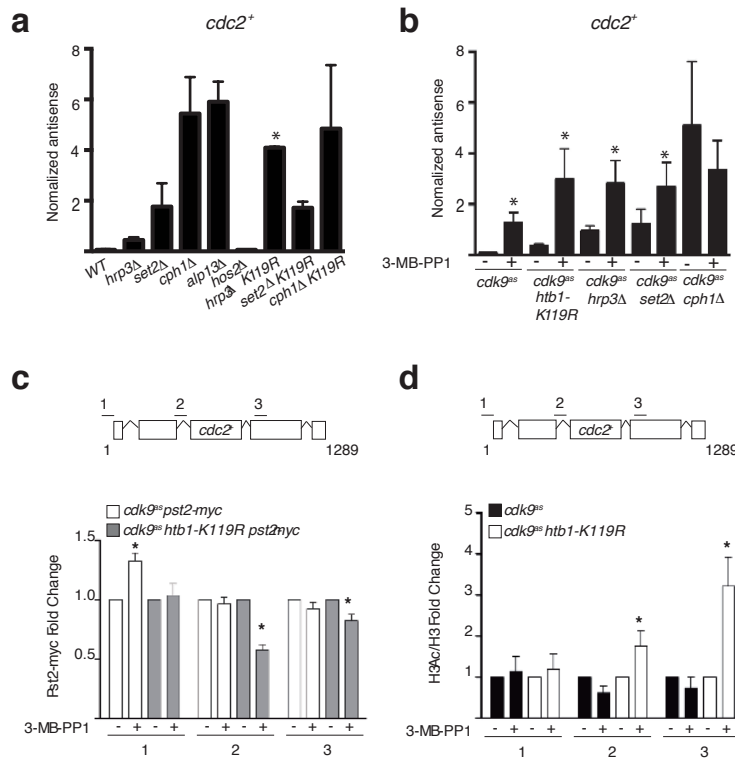 a
cdc2+
Normalized antisense
8
6
4
2
WT
hrp3Δ
set2Δ
cph1Δ
alp13Δ
hos2Δ
hrp3Δ K119R
*
set2Δ K119R
cph1Δ K119R
b
cdc2+
Nomalized antisense
8
6
4
2
* * * *
3-MB-PP1 - + - + - + - + - +
cdk9as
cdk9as
htb1-
K119R
cdk9as
hrp3Δ
cdk9as
set2Δ
cdk9as
cph1Δ
c
1 2 3
cdc2+
1 1289
cdk9as pst2-myc
cdk9as htb1-K119R pst2-myc
Pst2-myc Fold Change
1.5
1.0
0.5
* * *
3-MB-PP1 - + - + - + - + - + - +
1 2 3
d
1 2 3
cdc2+
1 1289
cdk9as
cdk9as htb1-K119R
H3Ac/H3 Fold Change
5
4
3
2
1
* *
3-MB-PP1 - + - + - + - + - + - +
1 2 3